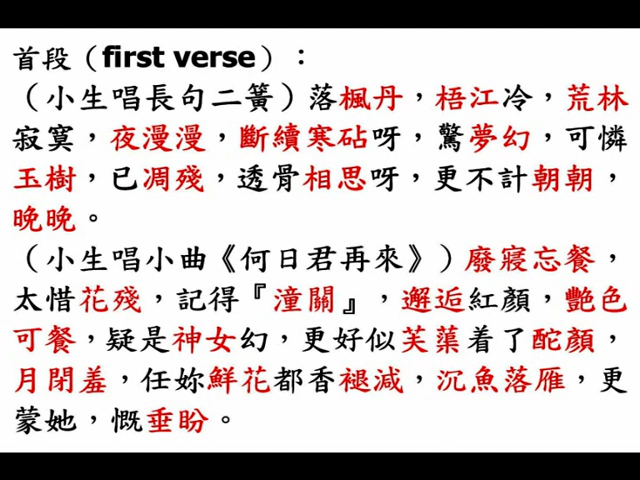 首段（first verse）：
（小生唱長句二簧）落楓丹，梧江冷，荒林
寂寞，夜漫漫，斷續寒砧呀，驚夢幻，可憐
玉樹，已凋殘，透骨相思呀，更不計朝朝，
晚晚。
（小生唱小曲《何日君再來》）廢寢忘餐，
太惜花殘，記得『潼關』，邂逅紅顏，艷色
可餐，疑是神女幻，更好似芙蕖着了酡顏，
月閉羞，任妳鮮花都香褪減，沉魚落雁，更
蒙她，慨垂盼。